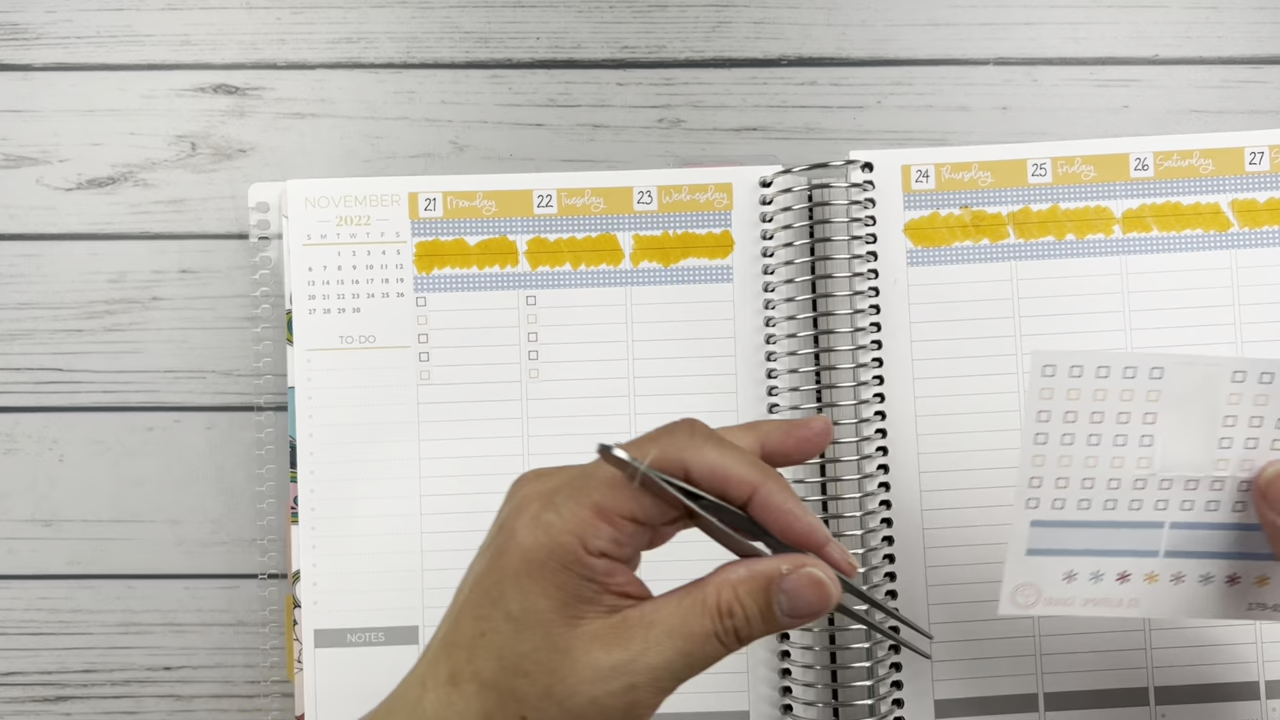 NOVEMBER
2022
S M T W T F S
1 2 3 4 5
6 7 8 9 10 11 12
13 14 15 16 17 18 19
20 21 22 23 24 25 26
27 28 29 30
TO-DO
NOTES
21 Monday
22 Tuesday
23 Wednesday
24 Thursday
25 Friday
26 Saturday
27 S